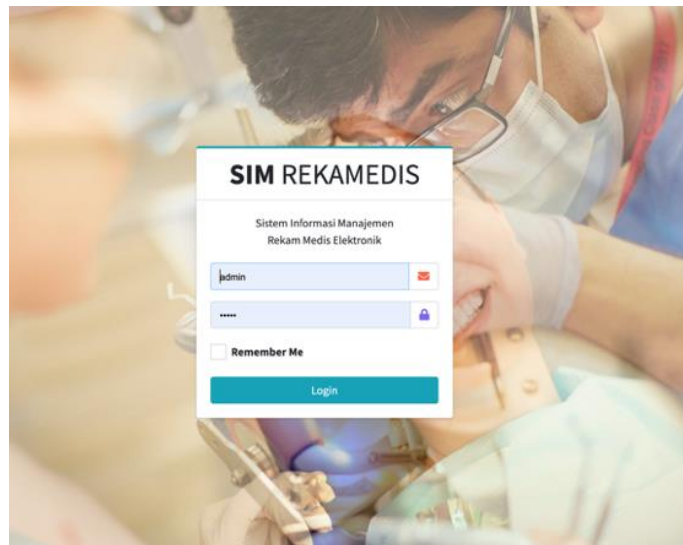 SIM REKAMEDIS
Sistem Informasi Manajemen
Rekam Medis Elektronik
admin
•••••
Remember Me
Login